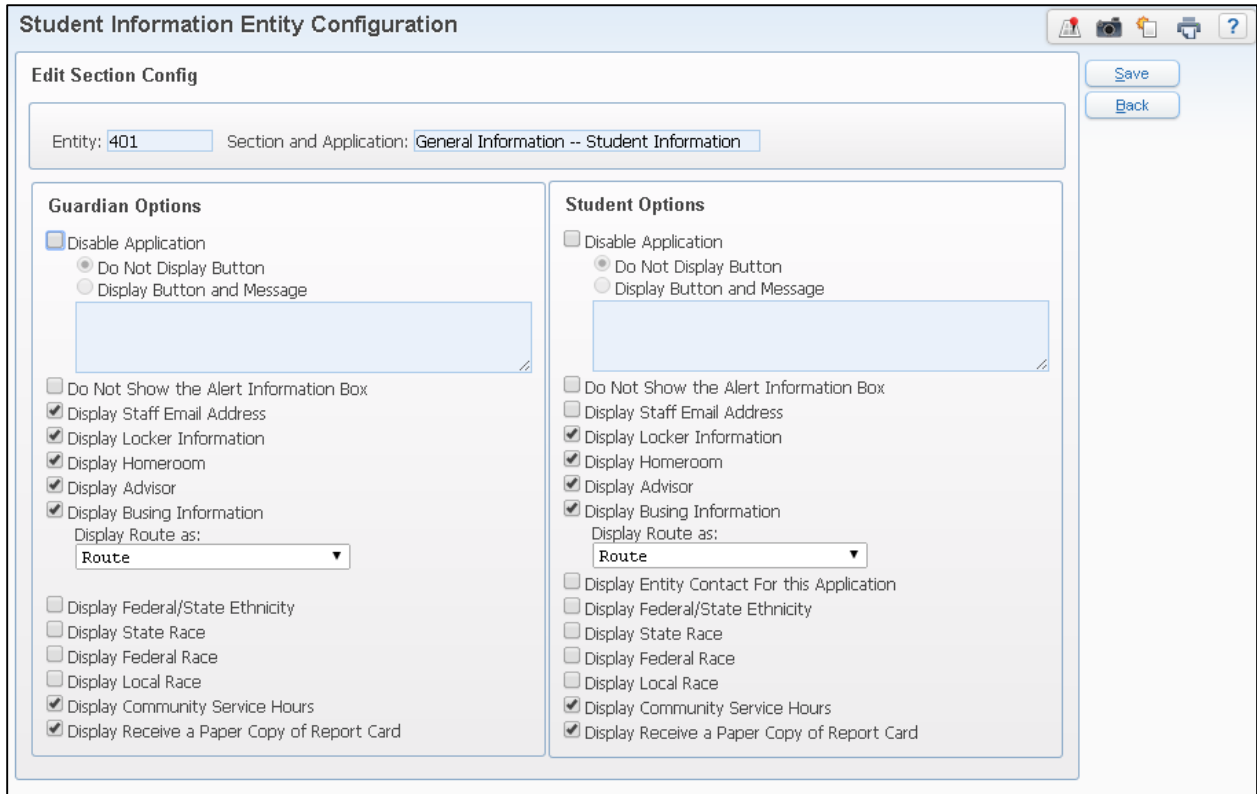 Student Information Entity Configuration
?
Edit Section Config
Save
Back
Entity: 401 Section and Application: General Information -- Student Information
Guardian Options
Disable Application
Do Not Display Button
Display Button and Message
Do Not Show the Alert Information Box
Display Staff Email Address
Display Locker Information
Display Homeroom
Display Advisor
Display Busing Information
Display Route as:
Route
Display Federal/State Ethnicity
Display State Race
Display Federal Race
Display Local Race
Display Community Service Hours
Display Receive a Paper Copy of Report Card
Student Options
Disable Application
Do Not Display Button
Display Button and Message
Do Not Show the Alert Information Box
Display Staff Email Address
Display Locker Information
Display Homeroom
Display Advisor
Display Busing Information
Display Route as:
Route
Display Entity Contact For this Application
Display Federal/State Ethnicity
Display State Race
Display Federal Race
Display Local Race
Display Community Service Hours
Display Receive a Paper Copy of Report Card